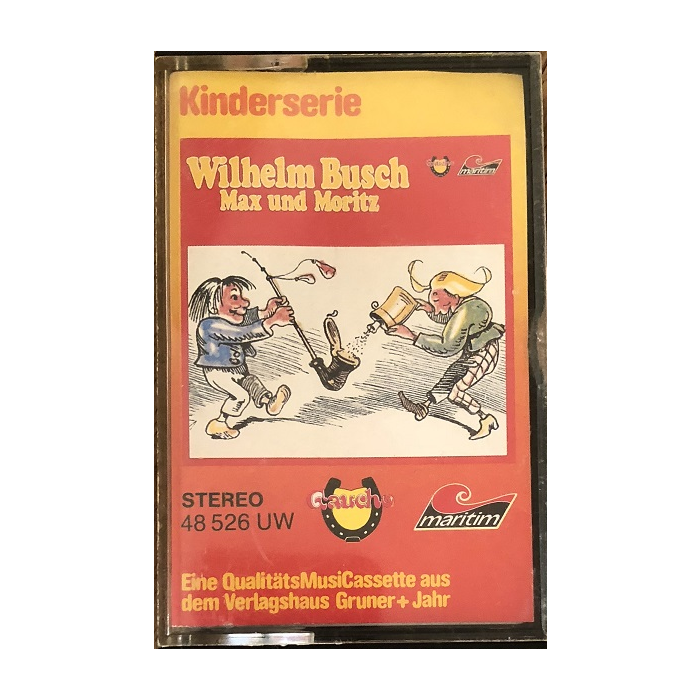 Kinderserie
Wilhelm Busch
Max und Moritz
maritim
STEREO
48 526 UW
maritim
Eine QualitätsMusiCassette aus
dem Verlagshaus Gruner + Jahr